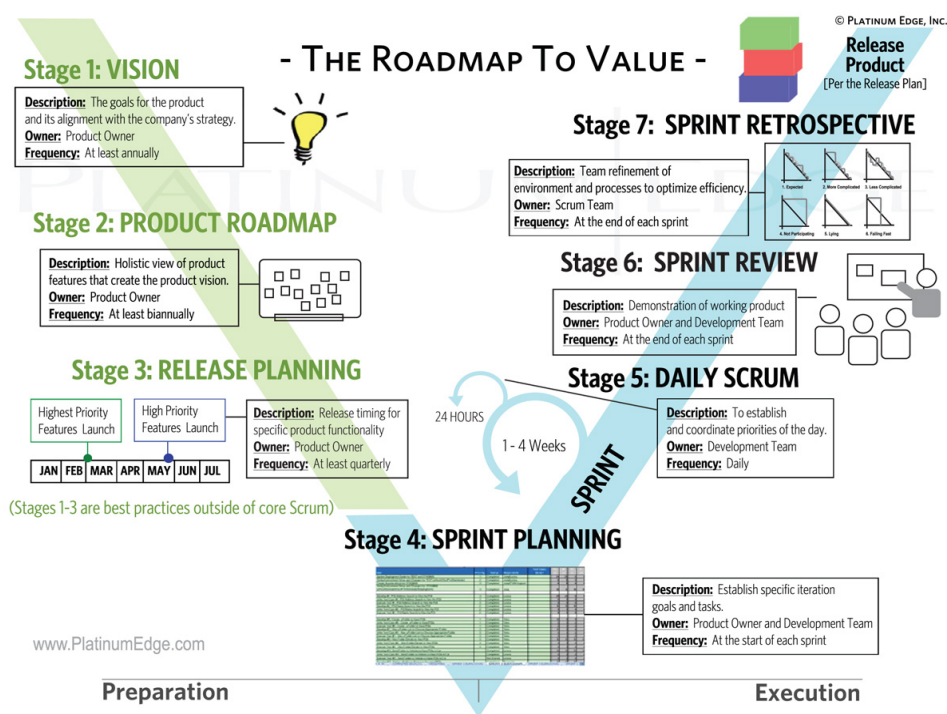 © PLATINUM EDGE, INC.
- THE ROADMAP TO VALUE -
Release
Product
[Per the Release Plan]
Stage 1: VISION
Description: The goals for the product
and its alignment with the company's strategy.
Owner: Product Owner
Frequency: At least annually
PLATINUM EDGE
Stage 2: PRODUCT ROADMAP
Description: Holistic view of product
features that create the product vision.
Owner: Product Owner
Frequency: At least biannually
Stage 3: RELEASE PLANNING
Highest Priority
Features Launch
High Priority
Features Launch
JAN FEB MAR APR MAY JUN JUL
Description: Release timing for
specific product functionality
Owner: Product Owner
Frequency: At least quarterly
(Stages 1-3 are best practices outside of core Scrum)
Stage 7: SPRINT RETROSPECTIVE
Description: Team refinement of
environment and processes to optimize efficiency.
Owner: Scrum Team
Frequency: At the end of each sprint
1. Expected
2. More Complicated
3. Less Complicated
4. Not Participating
5. Lying
6. Failing Fast
Stage 6: SPRINT REVIEW
Description: Demonstration of working product
Owner: Product Owner and Development Team
Frequency: At the end of each sprint
Stage 5: DAILY SCRUM
Description: To establish
and coordinate priorities of the day.
Owner: Development Team
Frequency: Daily
24 HOURS
1 - 4 Weeks
SPRINT
Stage 4: SPRINT PLANNING
Description: Establish specific iteration
goals and tasks.
Owner: Product Owner and Development Team
Frequency: At the start of each sprint
www.PlatinumEdge.com
Preparation
Execution